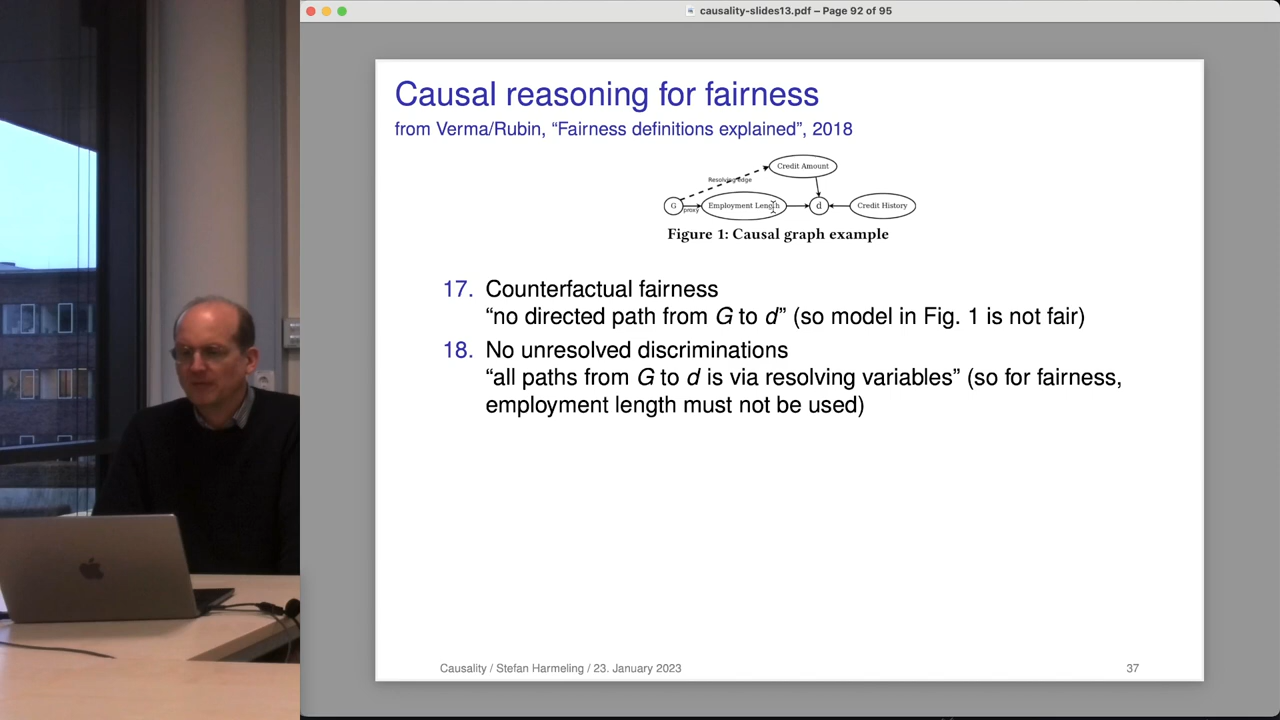 causality-slides13.pdf – Page 92 of 95
Causal reasoning for fairness
from Verma/Rubin, “Fairness definitions explained”, 2018
Credit Amount
Resolving edge
G
proxy
Employment Length
d
Credit History
Figure 1: Causal graph example
17. Counterfactual fairness
“no directed path from G to d” (so model in Fig. 1 is not fair)
18. No unresolved discriminations
“all paths from G to d is via resolving variables” (so for fairness,
employment length must not be used)
Causality / Stefan Harmeling / 23. January 2023
37